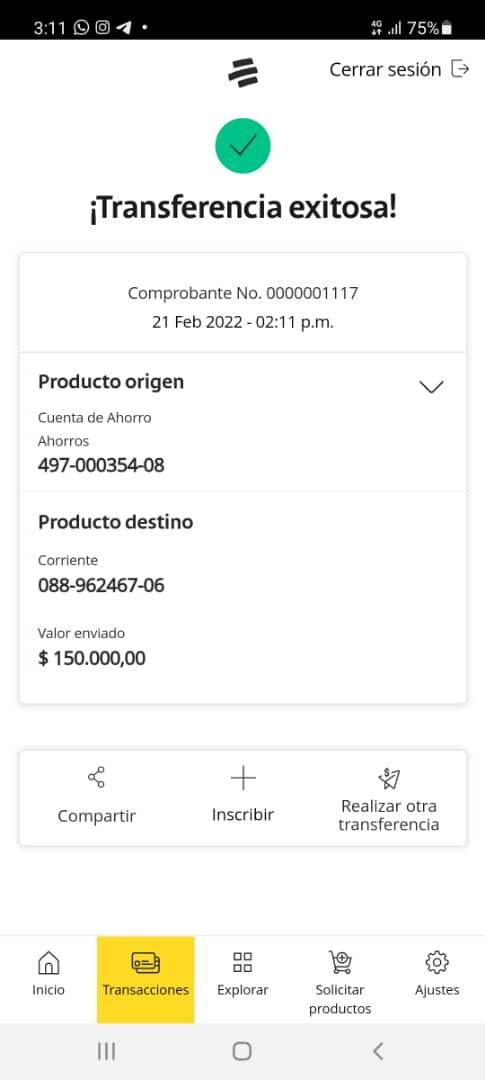 3:11
4G 75%
Cerrar sesión
¡Transferencia exitosa!
Comprobante No. 0000001117
21 Feb 2022 - 02:11 p.m.
Producto origen
Cuenta de Ahorro
Ahorros
497-000354-08
Producto destino
Corriente
088-962467-06
Valor enviado
$ 150.000,00
Compartir
Inscribir
Realizar otra
transferencia
Inicio
Transacciones
Explorar
Solicitar
productos
Ajustes